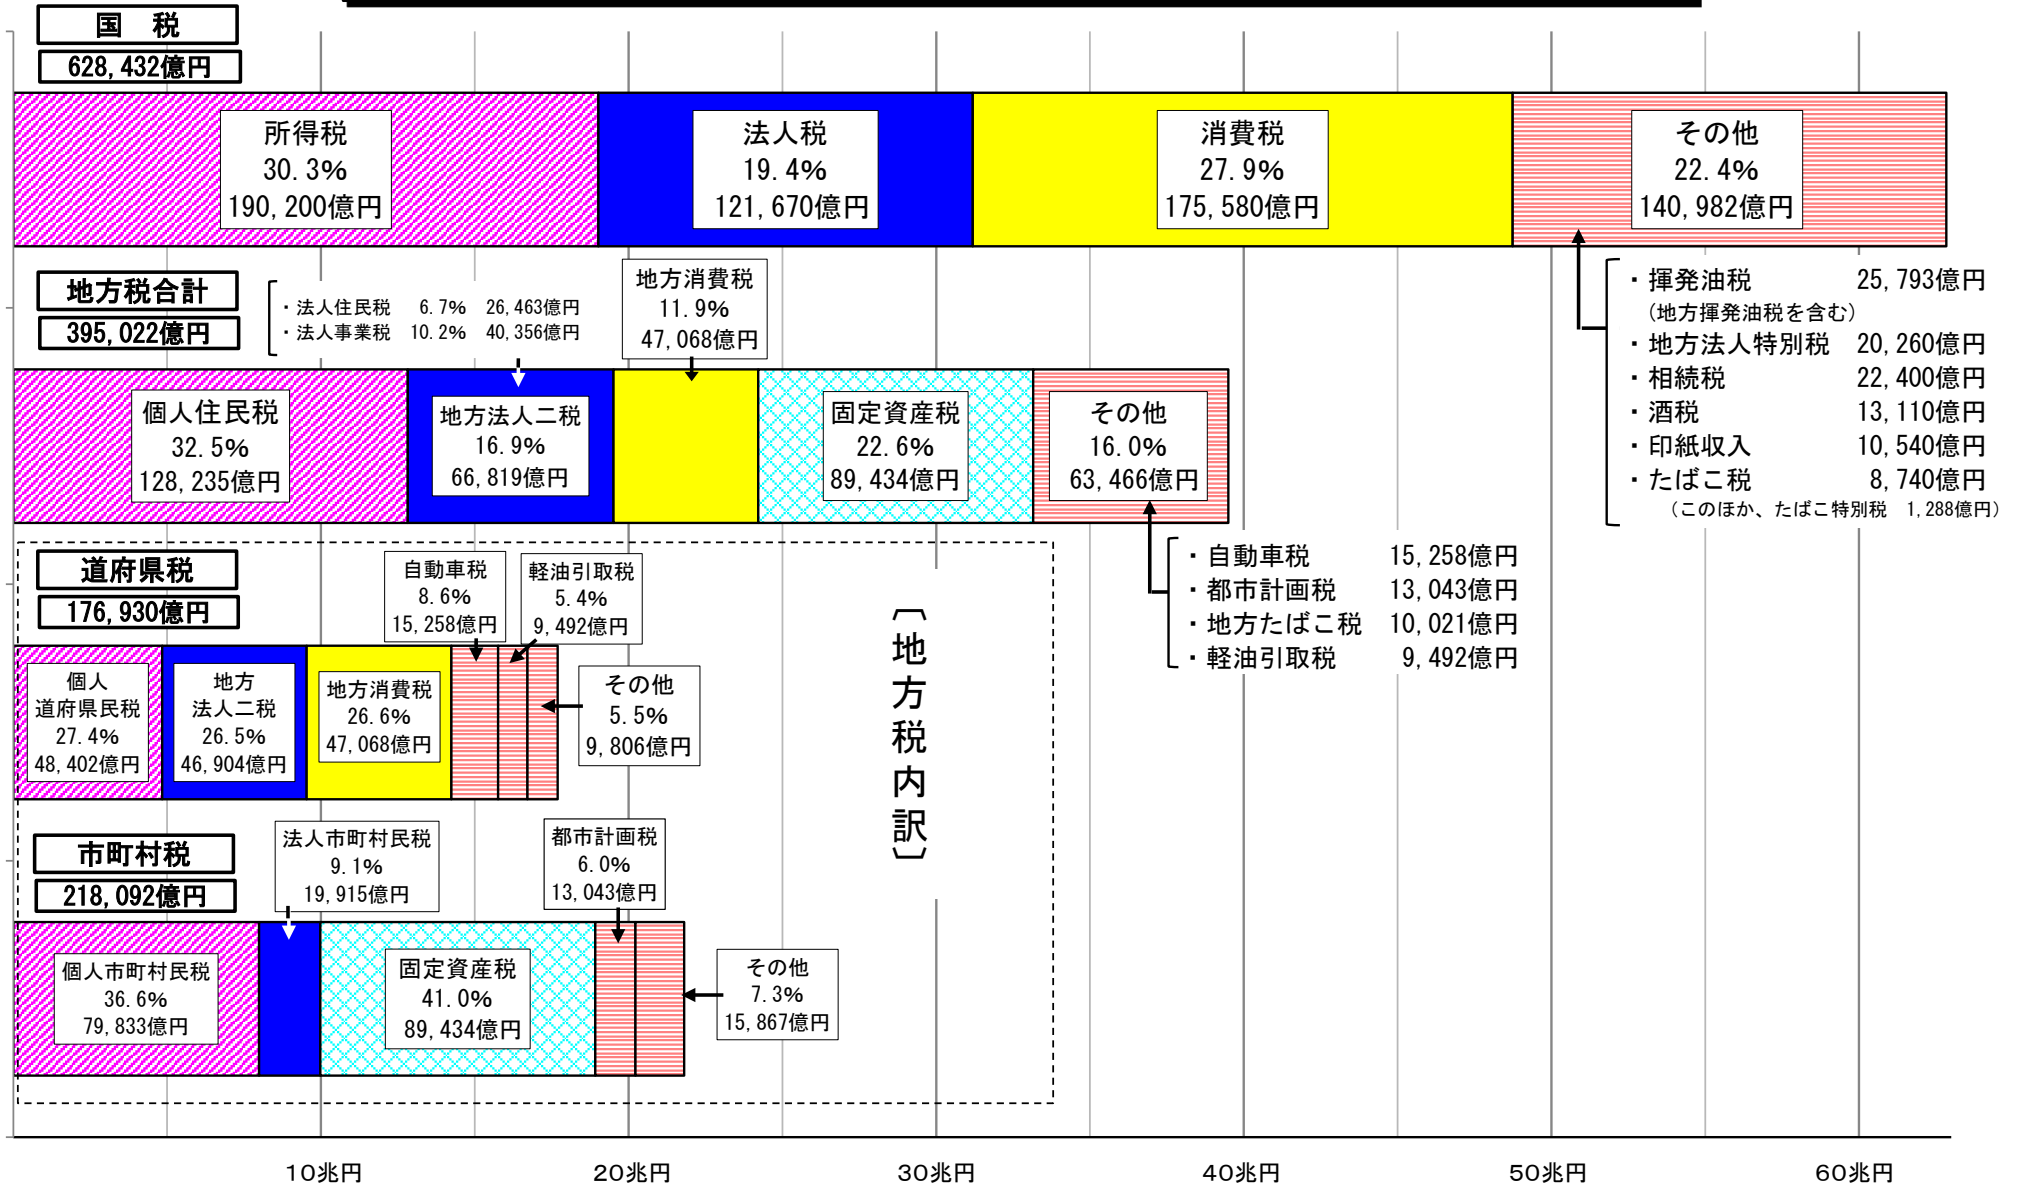 国　税
628,432億円
所得税
30.3%
190,200億円
法人税
19.4%
121,670億円
消費税
27.9%
175,580億円
その他
22.4%
140,982億円
・揮発油税　25,793億円
(地方揮発油税を含む)
・地方法人特別税　20,260億円
・相続税　22,400億円
・酒税　13,110億円
・印紙収入　10,540億円
・たばこ税　8,740億円
(このほか、たばこ特別税　1,288億円)
地方税合計
395,022億円
・法人住民税　6.7%　26,463億円
・法人事業税　10.2%　40,356億円
地方消費税
11.9%
47,068億円
個人住民税
32.5%
128,235億円
地方法人二税
16.9%
66,819億円
固定資産税
22.6%
89,434億円
その他
16.0%
63,466億円
・自動車税　15,258億円
・都市計画税　13,043億円
・地方たばこ税　10,021億円
・軽油引取税　9,492億円
道府県税
176,930億円
自動車税
8.6%
15,258億円
軽油引取税
5.4%
9,492億円
個人
道府県民税
27.4%
48,402億円
地方
法人二税
26.5%
46,904億円
地方消費税
26.6%
47,068億円
その他
5.5%
9,806億円
〔地方税内訳〕
市町村税
218,092億円
法人市町村民税
9.1%
19,915億円
都市計画税
6.0%
13,043億円
個人市町村民税
36.6%
79,833億円
固定資産税
41.0%
89,434億円
その他
7.3%
15,867億円
10兆円　20兆円　30兆円　40兆円　50兆円　60兆円